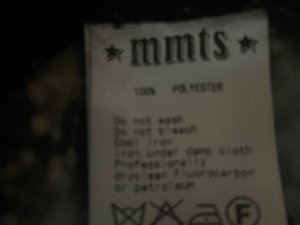 mmts
100% POLYESTER
Do not wash
Do not bleach
Cool iron
iron under damp cloth
Professionally
dryclean fluorocarbon
or petroleum
F